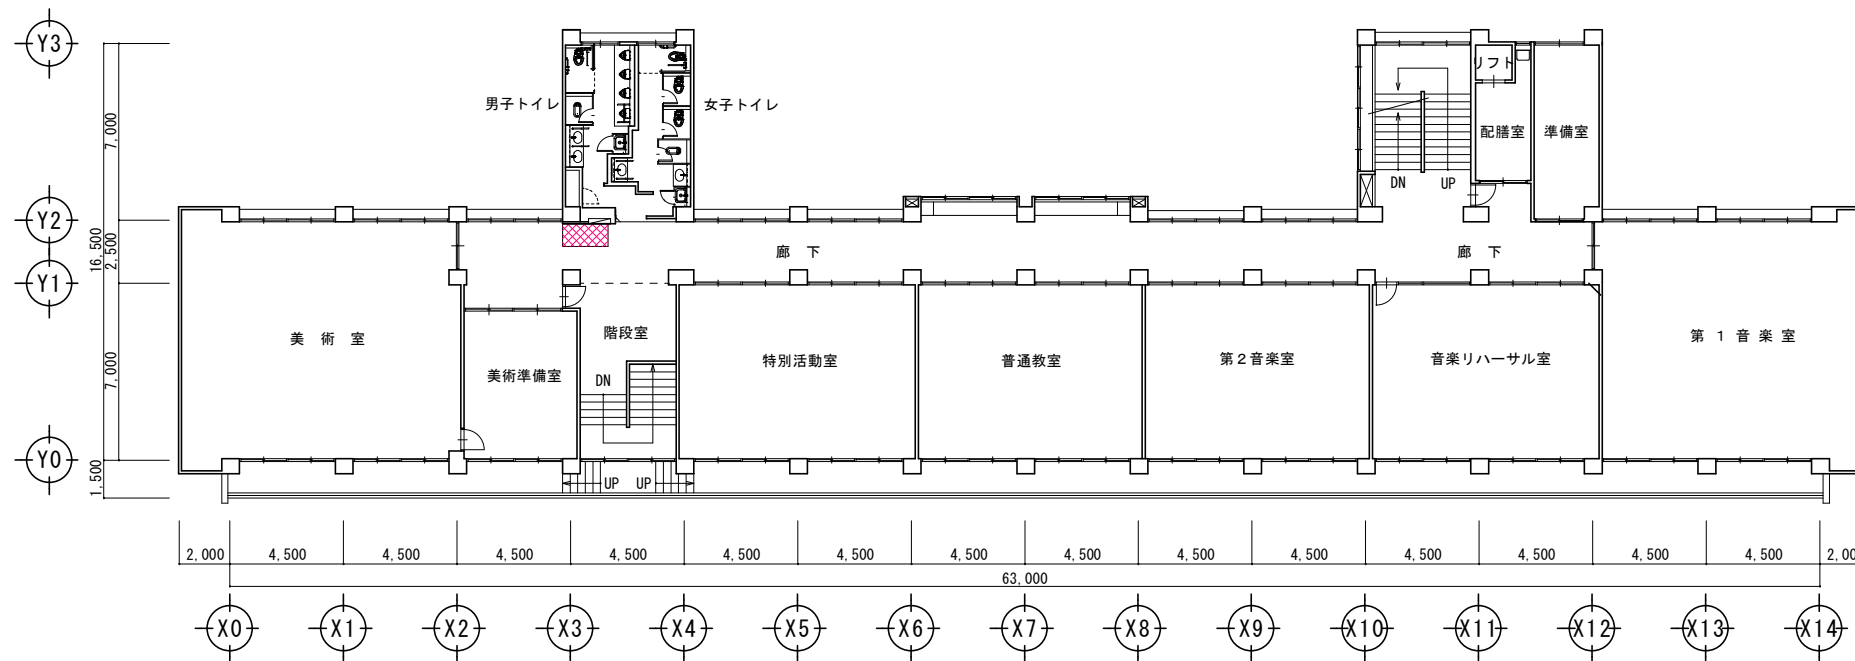 Y3
リフト
男子トイレ
女子トイレ
7,000
配膳室
準備室
DN
UP
Y2
16,500
2,500
廊 下
廊 下
Y1
階段室
美 術 室
第 1 音 楽 室
特別活動室
普通教室
第2音楽室
音楽リハーサル室
7,000
美術準備室
DN
Y0
1,500
UP
UP
2,000
4,500
4,500
4,500
4,500
4,500
4,500
4,500
4,500
4,500
4,500
4,500
4,500
4,500
4,500
2,00
63,000
X0
X1
X2
X3
X4
X5
X6
X7
X8
X9
X10
X11
X12
X13
X14